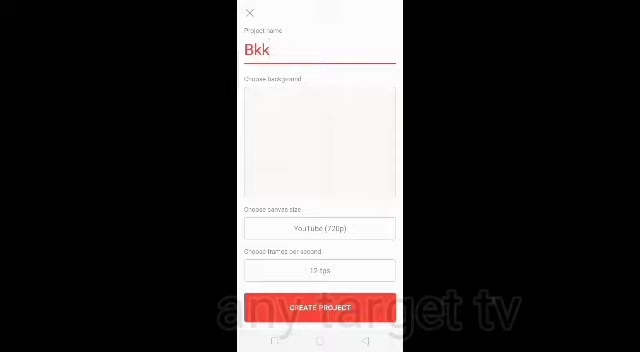 Project name
Bkk
Choose background
Choose canvas size
YouTube (720p)
Choose frames per second
12 fps
CREATE PROJECT
any target tv